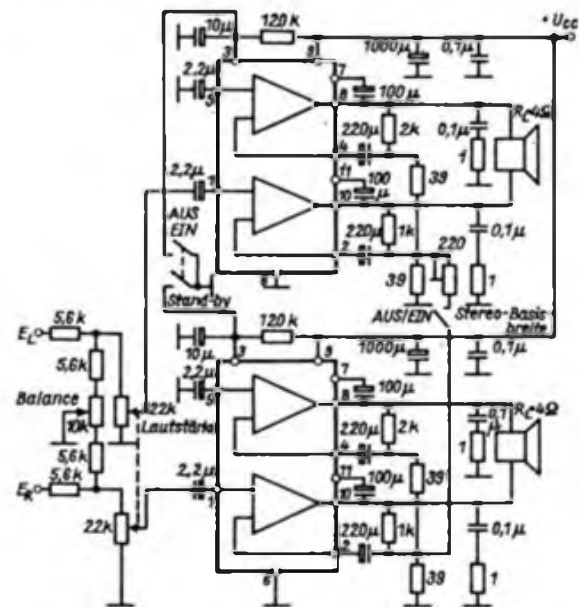 10µ
120k
+ UCC
3
9
1000µ
0,1µ
2,2µ
7
5
8
100µ
RL=4Ω
220µ
2k
0,1µ
2,2µ
4
1
11
100µ
39
1
10
AUS
EIN
220µ
1k
220
0,1µ
2
Stand-by
6
39
1
AUS/EIN
Stereo-Basis
breite
5,6k
EL
10µ
120k
1000µ
0,1µ
3
9
5,6k
2,2µ
7
5
8
100µ
RL=4Ω
Balance
22k
10k
Lautstärke
220µ
2k
0,1µ
4
5,6k
5,6k
2,2µ
11
100µ
39
1
ER
1
10
22k
220µ
1k
0,1µ
2
6
39
1